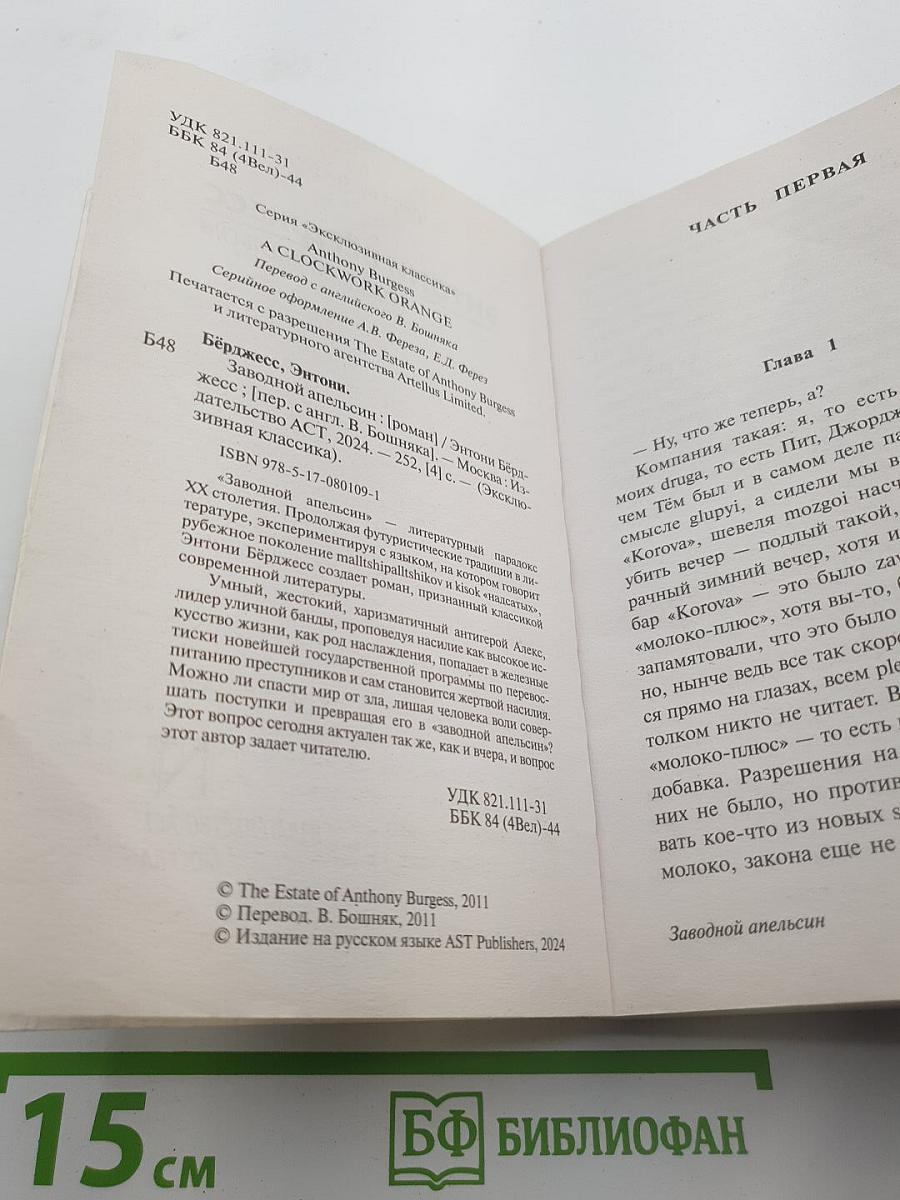 УДК 821.111-31
ББК 84 (4Вел)-44
Б48
Серия «Эксклюзивная классика»
Anthony Burgess
A CLOCKWORK ORANGE
Перевод с английского В. Бошняка
Серийное оформление А.В. Фереза, Е.Д. Ферез
Печатается с разрешения The Estate of Anthony Burgess
и литературного агентства Artellus Limited.
Бёрджесс, Энтони.
Б48 Заводной апельсин : [роман] / Энтони Бёрд-
жесс ; [пер. с англ. В. Бошняка]. — Москва : Из-
дательство АСТ, 2024. — 252, [4] с. — (Эксклю-
зивная классика).
ISBN 978-5-17-080109-1
«Заводной апельсин» — литературный парадокс
XX столетия. Продолжая футуристические традиции в ли-
тературе, экспериментируя с языком, на котором говорит
рубежное поколение malltshipalltshikov и kisok «надсатых»,
Энтони Бёрджесс создает роман, признанный классикой
современной литературы.
Умный, жестокий, харизматичный антигерой Алекс,
лидер уличной банды, проповедуя насилие как высокое ис-
кусство жизни, как род наслаждения, попадает в железные
тиски новейшей государственной программы по перевос-
питанию преступников и сам становится жертвой насилия.
Можно ли спасти мир от зла, лишая человека воли совер-
шать поступки и превращая его в «заводной апельсин»?
Этот вопрос сегодня актуален так же, как и вчера, и вопрос
этот автор задает читателю.
УДК 821.111-31
ББК 84 (4Вел)-44
© The Estate of Anthony Burgess, 2011
© Перевод. В. Бошняк, 2011
© Издание на русском языке AST Publishers, 2024
ЧАСТЬ ПЕРВАЯ
Глава 1
— Ну, что же теперь, а?
Компания такая: я, то есть
моих druga, то есть Пит, Джордж
чем Тём был и в самом деле па
смысле glupyi, а сидели мы в
«Korova», шевеля mozgoi насч
убить вечер — подлый такой,
рачный зимний вечер, хотя и
бар «Korova» — это было zav
«молоко-плюс», хотя вы-то, б
запамятовали, что это было
но, нынче ведь все так скоро
ся прямо на глазах, всем ple
толком никто не читает. В
«молоко-плюс» — то есть
добавка. Разрешения на
них не было, но против
вать кое-что из новых s
молоко, закона еще не
Заводной апельсин
15 см
БФ БИБЛИОФАН